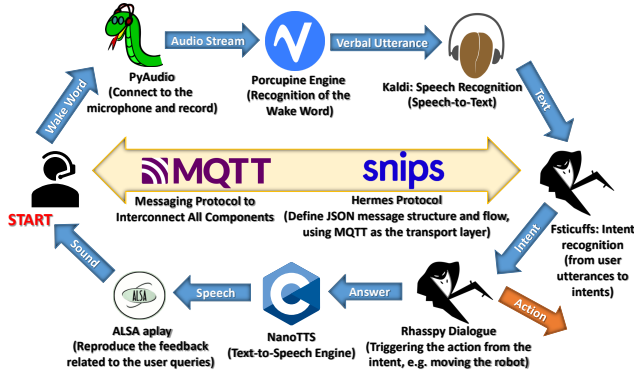 Audio Stream
Verbal Utterance
PyAudio
(Connect to the
microphone and record)
Porcupine Engine
(Recognition of the
Wake Word)
Kaldi: Speech Recognition
(Speech-to-Text)
Wake Word
Text
MQTT
Messaging Protocol to
Interconnect All Components
snips
Hermes Protocol
(Define JSON message structure and flow,
using MQTT as the transport layer)
START
Fsticuffs: Intent
recognition
(from user
utterances to
intents)
Intent
Sound
ALSA
Speech
Answer
Action
ALSA aplay
(Reproduce the feedback
related to the user queries)
C
NanoTTS
(Text-to-Speech Engine)
Rhasspy Dialogue
(Triggering the action from the
intent, e.g. moving the robot)